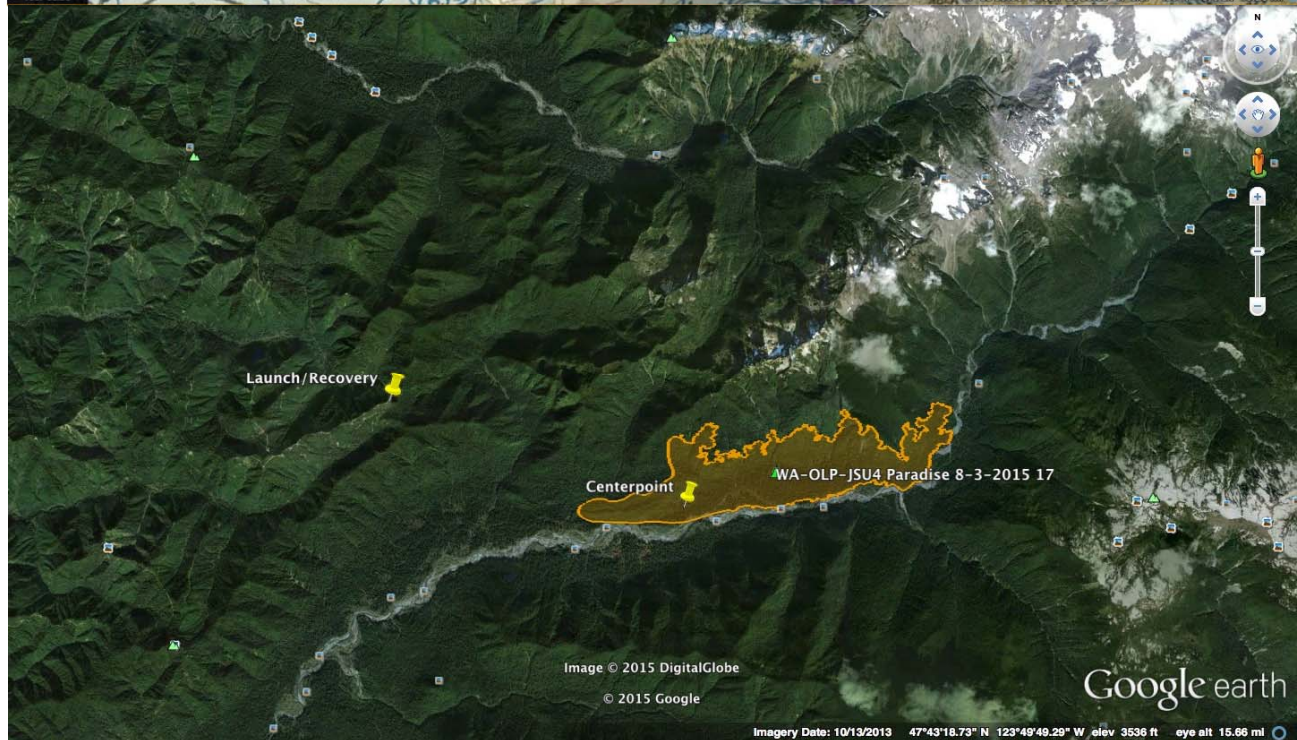 N
Launch/Recovery
Centerpoint
WA-OLP-JSU4 Paradise 8-3-2015 17
Image © 2015 DigitalGlobe
© 2015 Google
Google earth
Imagery Date: 10/13/2013 47°43'18.73" N 123°49'49.29" W elev 3536 ft eye alt 15.66 mi